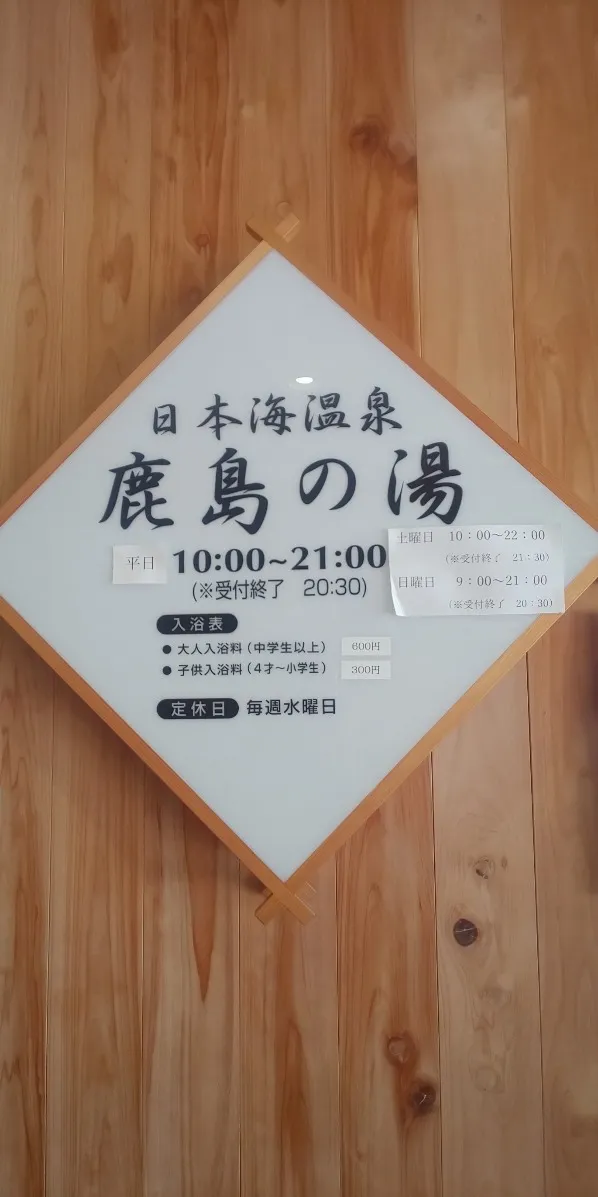 日本海温泉
鹿島の湯
平日 10:00~21:00
(※受付終了 20:30)
土曜日 10:00～22:00
(※受付終了 21:30)
日曜日 9:00～21:00
(※受付終了 20:30)
入浴表
● 大人入浴料(中学生以上) 600円
● 子供入浴料(4才～小学生) 300円
定休日 毎週水曜日